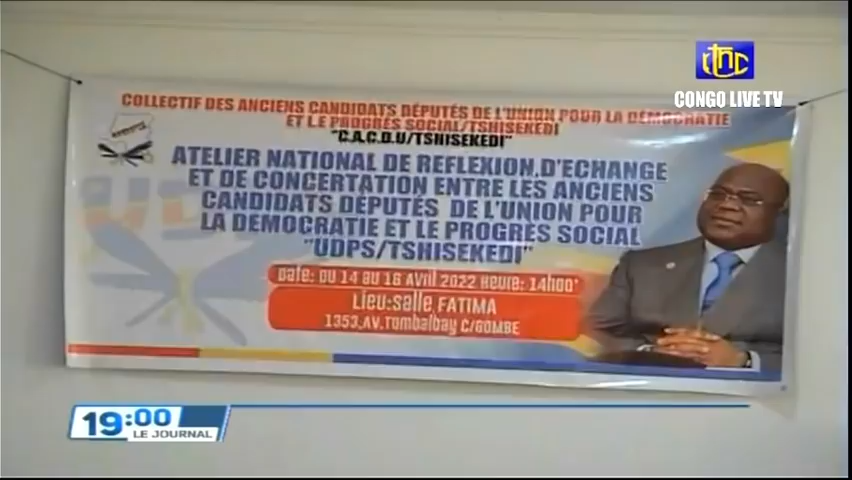 RTNC
CONGO LIVE TV
COLLECTIF DES ANCIENS CANDIDATS DÉPUTÉS DE L'UNION POUR LA DÉMOCRATIE
ET LE PROGRÈS SOCIAL/TSHISEKEDI
"C.A.C.D.U/TSHISEKEDI"
ATELIER NATIONAL DE REFLEXION, D'ECHANGE
ET DE CONCERTATION ENTRE LES ANCIENS
CANDIDATS DÉPUTÉS DE L'UNION POUR
LA DEMOCRATIE ET LE PROGRÈS SOCIAL
"UDPS/TSHISEKEDI"
Date: DU 14 AU 16 AVRIL 2022 HEURE: 14H00'
Lieu: salle FATIMA
1353, AV. Tombalbay C/GOMBE
19:00
LE JOURNAL